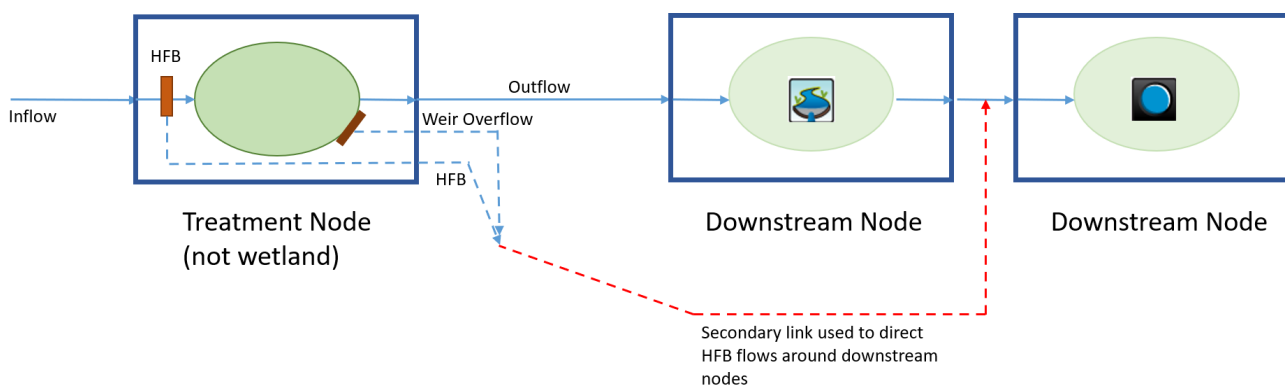 HFB
Inflow
Outflow
Weir Overflow
HFB
Treatment Node
(not wetland)
Downstream Node
Downstream Node
Secondary link used to direct
HFB flows around downstream
nodes